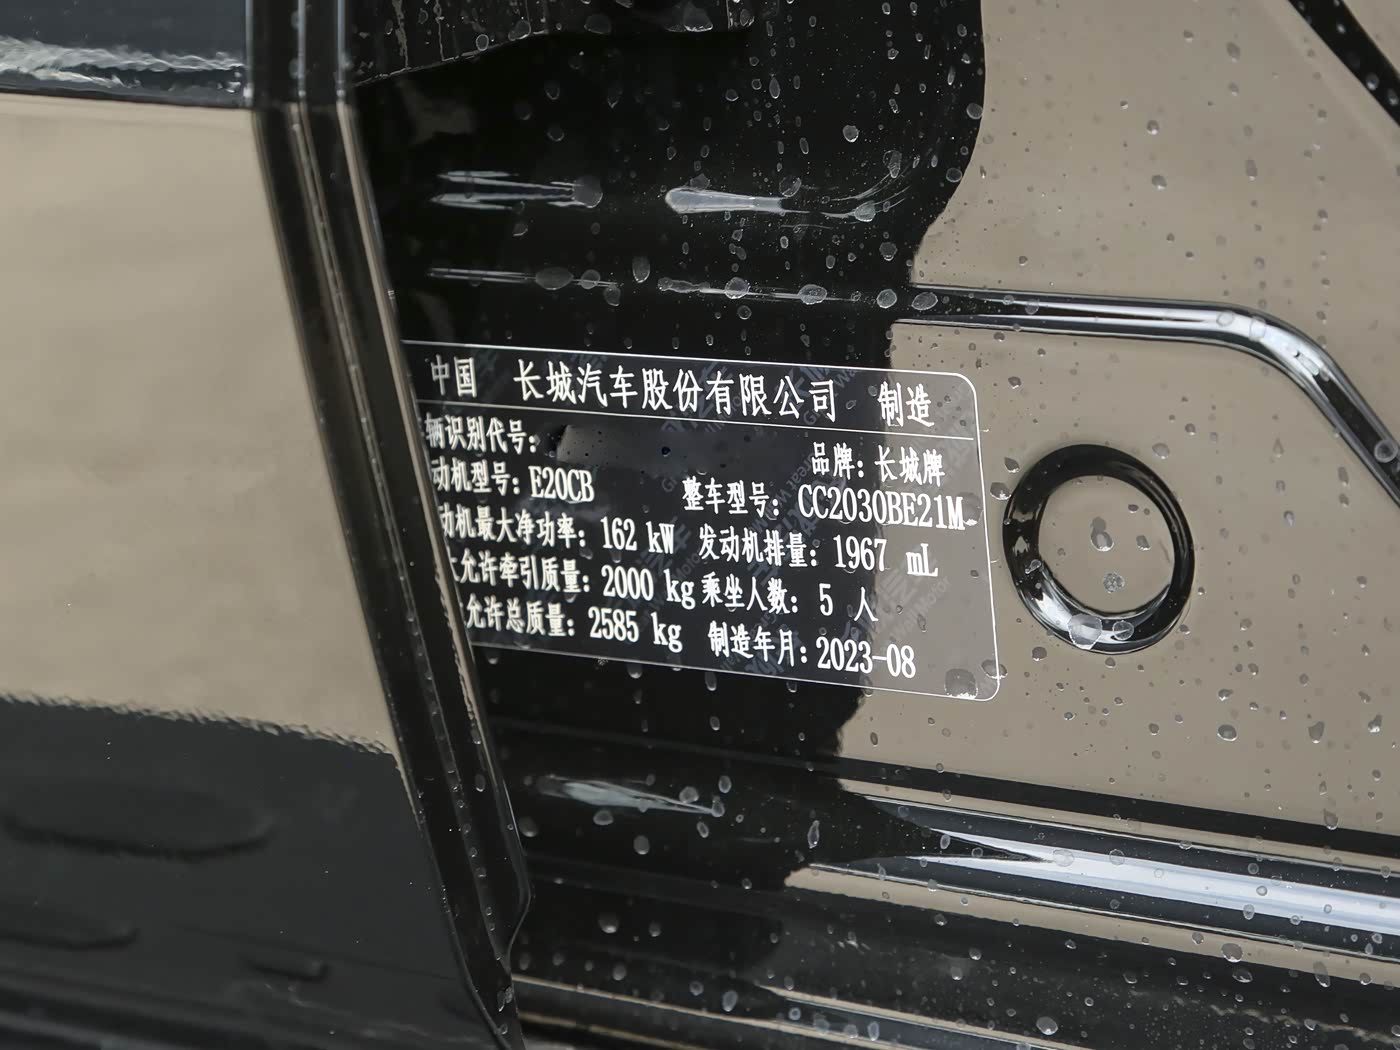 中国 长城汽车股份有限公司 制造
辆识别代号：
品牌：长城牌
动机型号：E20CB 整车型号：CC2030BE21M
动机最大净功率：162 kW 发动机排量：1967 mL
允许牵引质量：2000 kg 乘坐人数：5 人
允许总质量：2585 kg 制造年月：2023-08